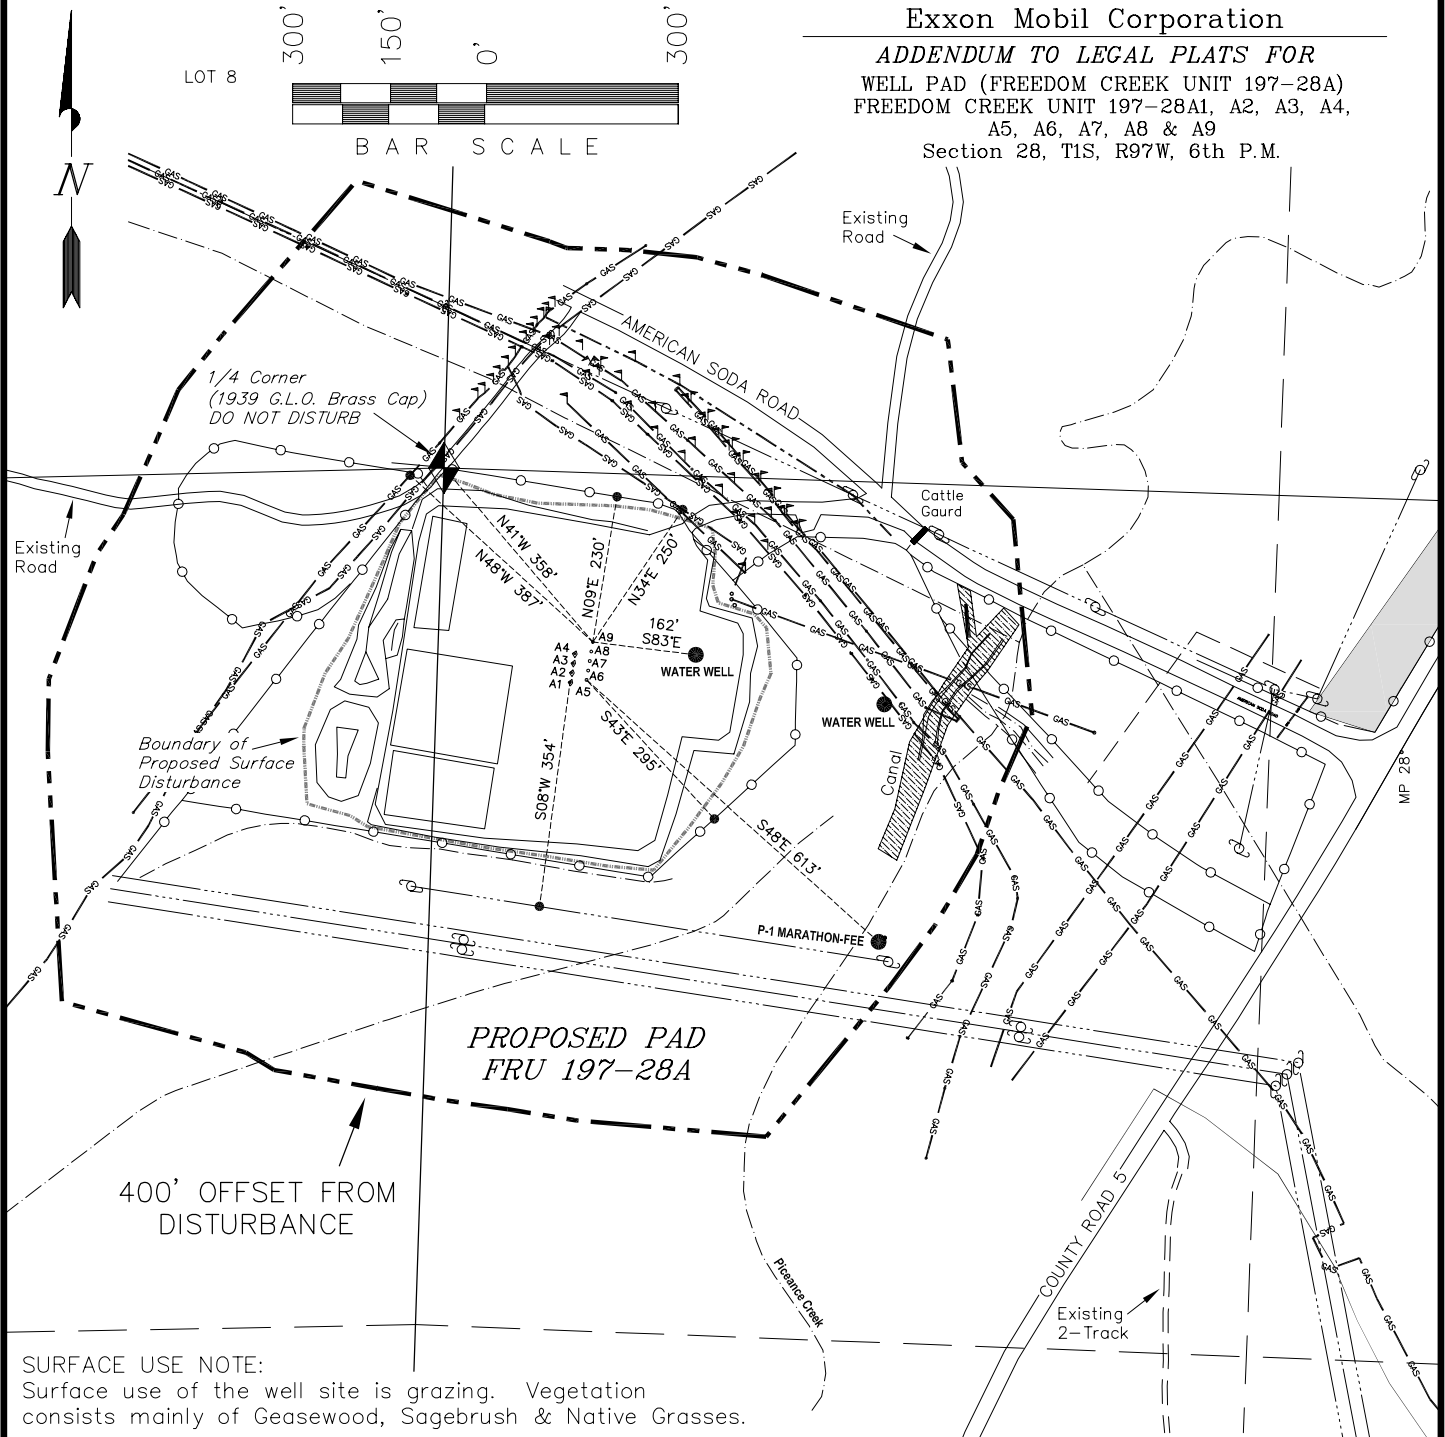 Exxon Mobil Corporation
ADDENDUM TO LEGAL PLATS FOR
WELL PAD (FREEDOM CREEK UNIT 197-28A)
FREEDOM CREEK UNIT 197-28A1, A2, A3, A4,
A5, A6, A7, A8 & A9
Section 28, T1S, R97W, 6th P.M.
300'
150'
0'
300'
BAR SCALE
LOT 8
N
Existing
Road
AMERICAN SODA ROAD
1/4 Corner
(1939 G.L.O. Brass Cap)
DO NOT DISTURB
Cattle
Gaurd
Existing
Road
N41°W 358'
N48°W 387'
N09°E 230'
N34°E 250'
162'
S83°E
A9
A8
A7
A6
A5
A4
A3
A2
A1
WATER WELL
WATER WELL
S43°E 295'
S08°W 354'
S48°E 613'
Boundary of
Proposed Surface
Disturbance
Canal
AMERICAN SODA ROAD
MP 28
P-1 MARATHON-FEE
GAS
PROPOSED PAD
FRU 197-28A
400' OFFSET FROM
DISTURBANCE
Piceance Creek
COUNTY ROAD 5
Existing
2-Track
SURFACE USE NOTE:
Surface use of the well site is grazing. Vegetation
consists mainly of Geasewood, Sagebrush & Native Grasses.